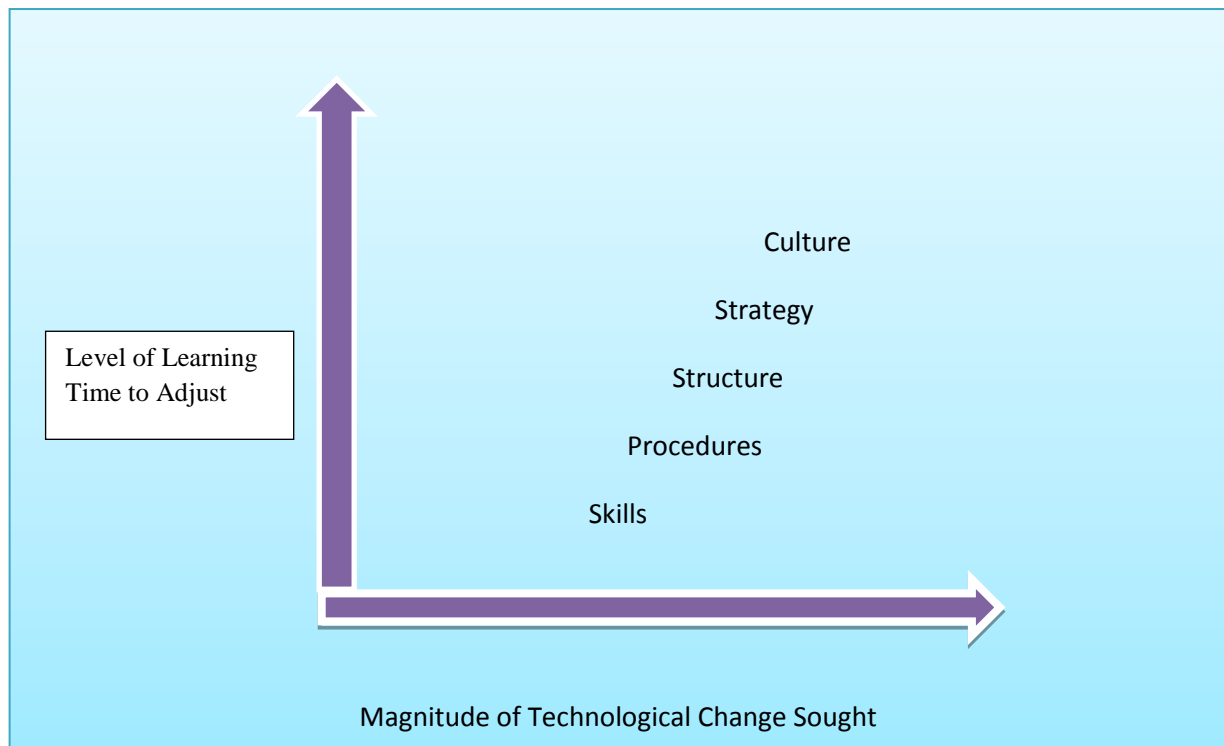 Culture
Strategy
Level of Learning
Time to Adjust
Structure
Procedures
Skills
Magnitude of Technological Change Sought